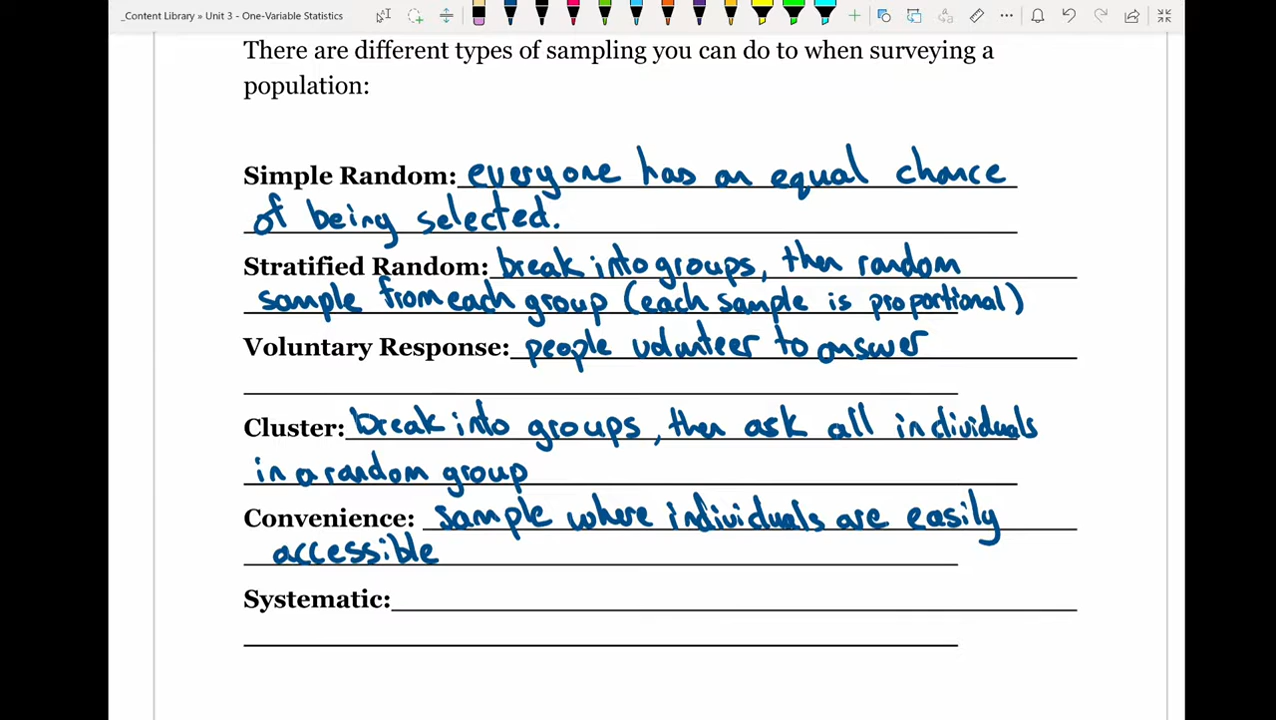 _Content Library » Unit 3 - One-Variable Statistics
There are different types of sampling you can do to when surveying a
population:
Simple Random: everyone has an equal chance
of being selected.
Stratified Random: break into groups, then random
sample from each group (each sample is proportional)
Voluntary Response: people volunteer to answer
Cluster: break into groups, then ask all individuals
in a random group
Convenience: sample where individuals are easily
accessible
Systematic: